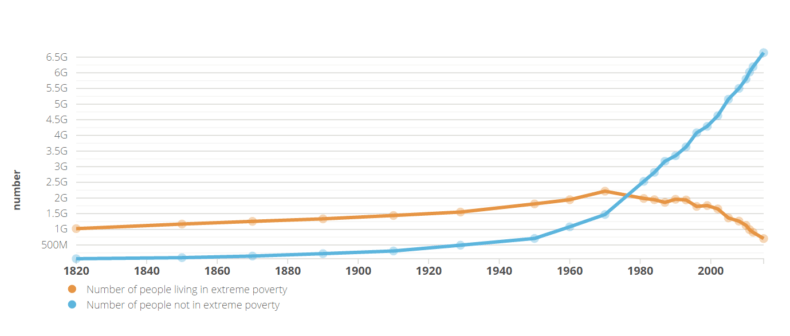 6.5G
6G
5.5G
5G
4.5G
4G
3.5G
3G
2.5G
2G
1.5G
1G
500M
number
1820 1840 1860 1880 1900 1920 1940 1960 1980 2000
Number of people living in extreme poverty
Number of people not in extreme poverty